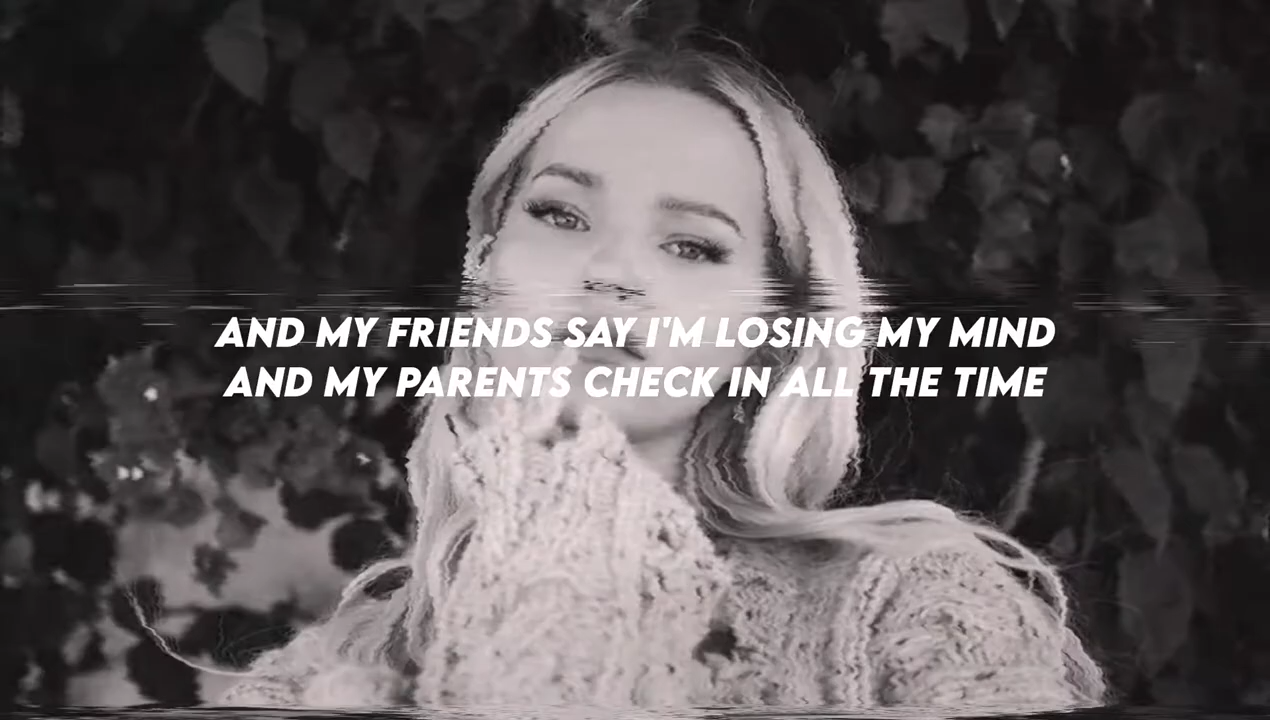 AND MY FRIENDS SAY I'M LOSING MY MIND
AND MY PARENTS CHECK IN ALL THE TIME